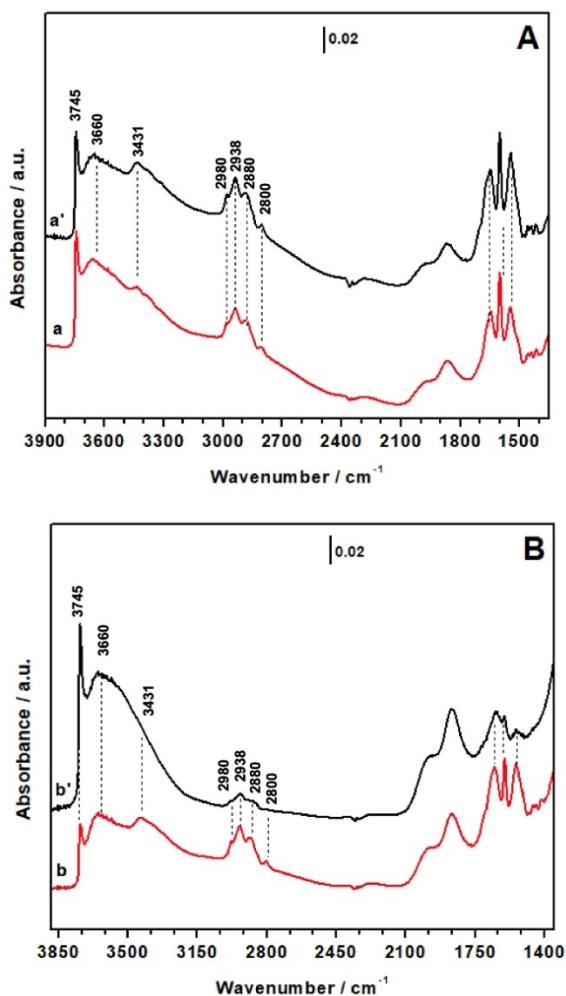 0.02
A
3745
3660
3431
2980
2938
2880
2800
a'
a
Absorbance / a.u.
3900 3600 3300 3000 2700 2400 2100 1800 1500
Wavenumber / cm⁻¹
0.02
B
3745
3660
3431
2980
2938
2880
2800
b'
b
Absorbance / a.u.
3850 3500 3150 2800 2450 2100 1750 1400
Wavenumber / cm⁻¹